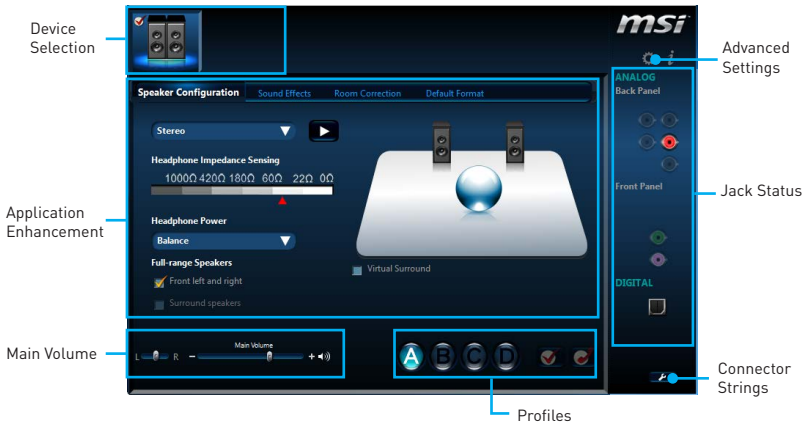 Device
Selection
msi
Advanced
Settings
ANALOG
Back Panel
Speaker Configuration Sound Effects Room Correction Default Format
Stereo
Headphone Impedance Sensing
1000Ω 420Ω 180Ω 60Ω 22Ω 0Ω
Front Panel
Jack Status
Application
Enhancement
Headphone Power
Balance
Full-range Speakers
Virtual Surround
Front left and right
DIGITAL
Surround speakers
Main Volume
Main Volume
L R - +
A B C D
Connector
Strings
Profiles